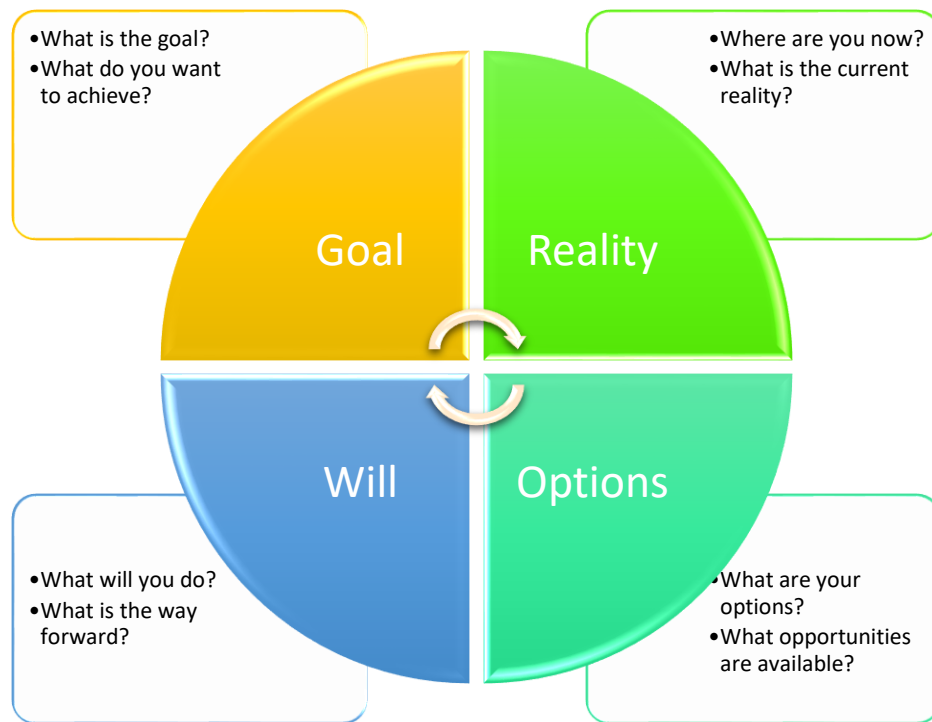 •What is the goal?
•What do you want
to achieve?
•Where are you now?
•What is the current
reality?
Goal
Reality
Will
Options
•What will you do?
•What is the way
forward?
•What are your
options?
•What opportunities
are available?